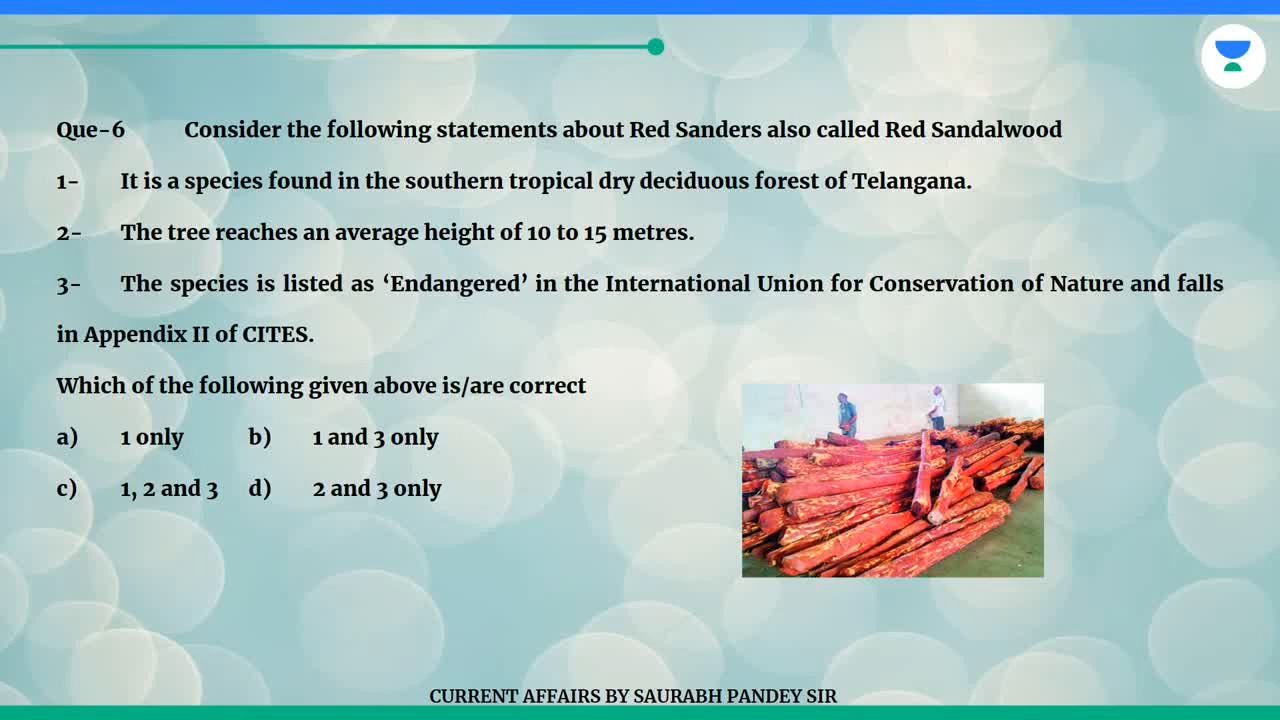 Que-6 Consider the following statements about Red Sanders also called Red Sandalwood
1- It is a species found in the southern tropical dry deciduous forest of Telangana.
2- The tree reaches an average height of 10 to 15 metres.
3- The species is listed as ‘Endangered’ in the International Union for Conservation of Nature and falls
in Appendix II of CITES.
Which of the following given above is/are correct
a) 1 only b) 1 and 3 only
c) 1, 2 and 3 d) 2 and 3 only
CURRENT AFFAIRS BY SAURABH PANDEY SIR